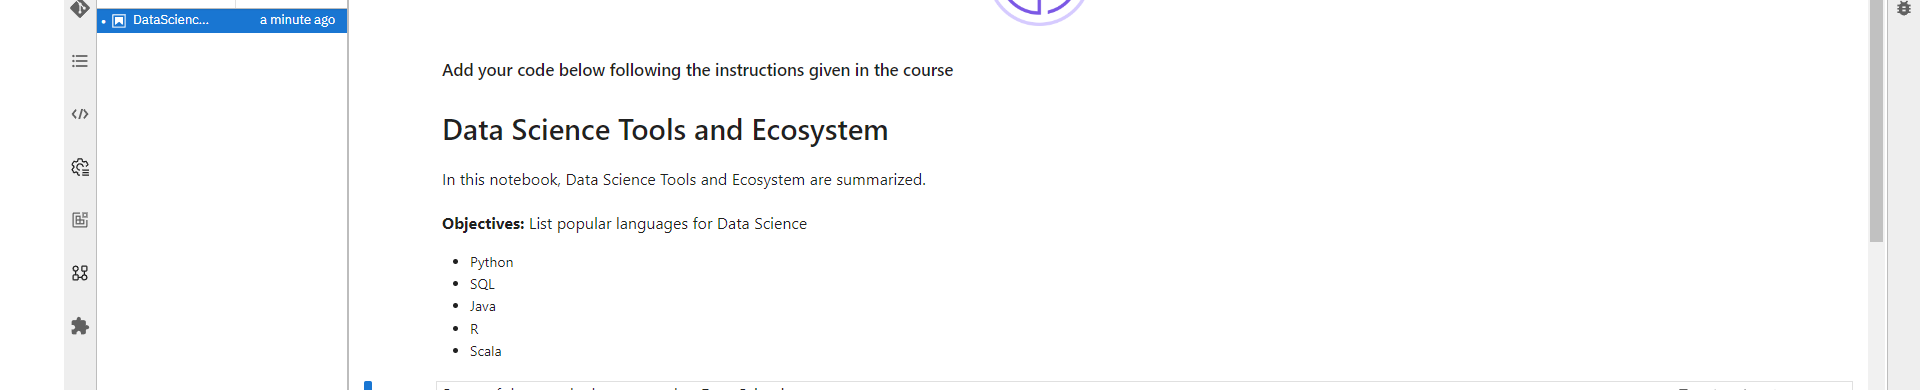 DataScienc... a minute ago
Add your code below following the instructions given in the course
Data Science Tools and Ecosystem
In this notebook, Data Science Tools and Ecosystem are summarized.
Objectives: List popular languages for Data Science
• Python
• SQL
• Java
• R
• Scala